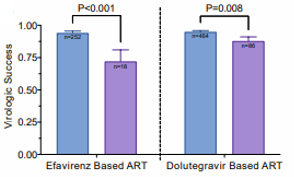 P<0.001
P=0.008
Virologic Success
1.00
0.75
0.50
0.25
0.00
n=252
n=18
n=484
n=86
Efavirenz Based ART
Dolutegravir Based ART